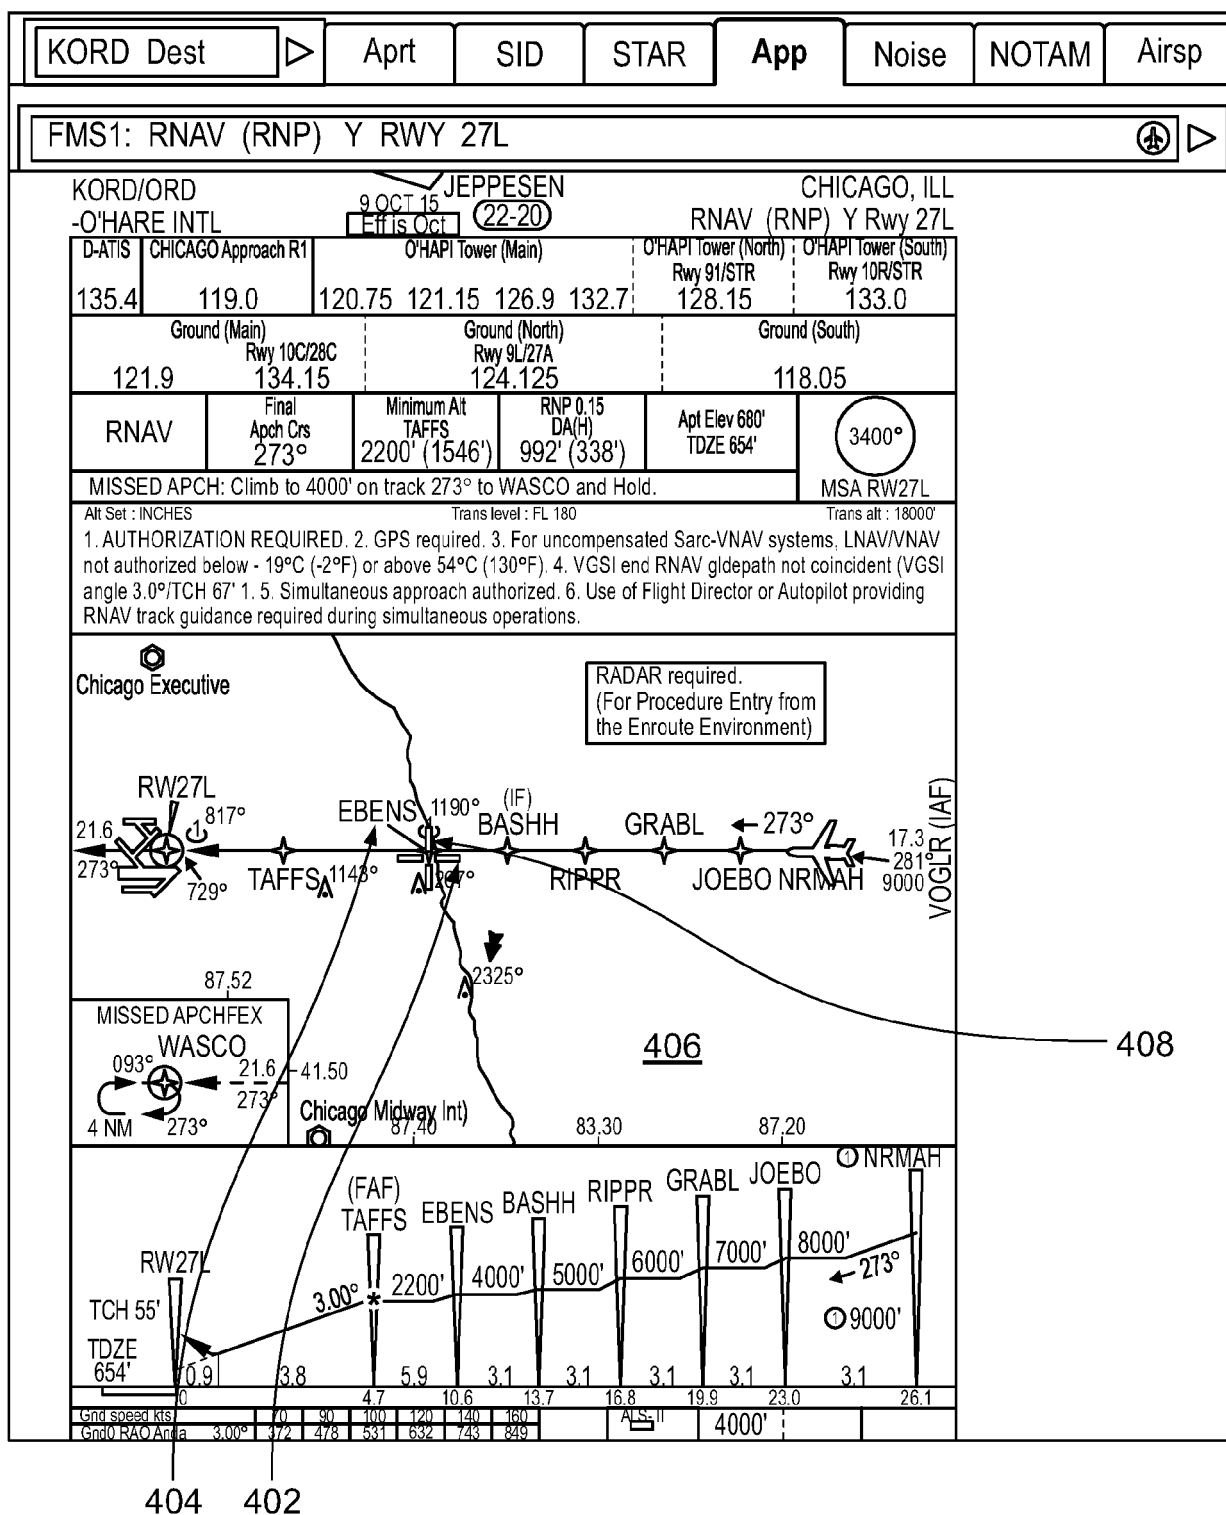 KORD Dest Aprt SID STAR App Noise NOTAM Airsp
FMS1: RNAV (RNP) Y RWY 27L
KORD/ORD JEPPESEN CHICAGO, ILL
-O'HARE INTL 9 OCT 15 22-20 RNAV (RNP) Y Rwy 27L
Eff is Oct
D-ATIS CHICAGO Approach R1 O'HAPI Tower (Main) O'HAPI Tower (North) O'HAPI Tower (South)
Rwy 91/STR Rwy 10R/STR
135.4 119.0 120.75 121.15 126.9 132.7 128.15 133.0
Ground (Main) Ground (North) Ground (South)
Rwy 10C/28C Rwy 9L/27A
121.9 134.15 124.125 118.05
RNAV Final Apch Crs 273° Minimum Alt TAFFS 2200' (1546') RNP 0.15 DA(H) 992' (338') Apt Elev 680' TDZE 654' 3400°
MISSED APCH: Climb to 4000' on track 273° to WASCO and Hold. MSA RW27L
Alt Set : INCHES Trans level : FL 180 Trans alt : 18000'
1. AUTHORIZATION REQUIRED. 2. GPS required. 3. For uncompensated Sarc-VNAV systems, LNAV/VNAV
not authorized below - 19°C (-2°F) or above 54°C (130°F). 4. VGSI end RNAV gldepath not coincident (VGSI
angle 3.0°/TCH 67' 1. 5. Simultaneous approach authorized. 6. Use of Flight Director or Autopilot providing
RNAV track guidance required during simultaneous operations.
Chicago Executive
RADAR required.
(For Procedure Entry from
the Enroute Environment)
RW27L 817° EBENS 1190° (IF) BASHH GRABL 273° VOGLR (IAF)
21.6 273° 17.3 281° 9000
729° TAFFS 1143° RIPPR JOEBO NRMAH
2325°
87.52
MISSED APCHFEX
WASCO
093° 21.6 41.50
273°
4 NM 273°
406
408
Chicago Midway Int)
87.40 83.30 87.20
NRMAH
1
(FAF) TAFFS EBENS BASHH RIPPR GRABL JOEBO
RW27L
3.00° 2200' 4000' 5000' 6000' 7000' 8000' 273°
TCH 55' 1 9000'
TDZE
654'
0.9 3.8 5.9 3.1 3.1 3.1 3.1 3.1
0 4.7 10.6 13.7 16.8 19.9 23.0 26.1
Gnd speed kts 70 90 100 120 140 160
Gnd0 RAO Anda 3.00° 372 478 531 632 743 849
ALS-II 4000'
404 402